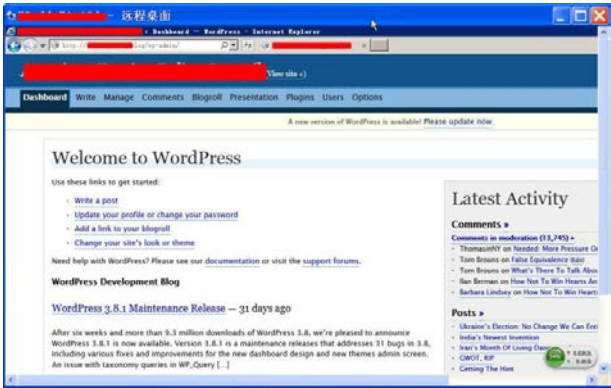 远程桌面
‹ Dashboard — WordPress - Internet Explorer
http://
log/wp-admin/
View site »)
Dashboard Write Manage Comments Blogroll Presentation Plugins Users Options
A new version of WordPress is available! Please update now.
Welcome to WordPress
Use these links to get started:
Write a post
Update your profile or change your password
Add a link to your blogroll
Change your site's look or theme
Need help with WordPress? Please see our documentation or visit the support forums.
WordPress Development Blog
WordPress 3.8.1 Maintenance Release — 31 days ago
After six weeks and more than 9.3 million downloads of WordPress 3.8, we're pleased to announce
WordPress 3.8.1 is now available. Version 3.8.1 is a maintenance releases that addresses 31 bugs in 3.8,
including various fixes and improvements for the new dashboard design and new themes admin screen.
An issue with taxonomy queries in WP_Query [...]
Latest Activity
Comments »
Comments in moderation (13,745) »
ThomasinNY on Needed: More Pressure On
Tom Brouns on False Equivalence (Edit)
Tom Brouns on What's There To Talk Abou
Ilan Berman on How Not To Win Hearts An
Barbara Lindsey on How Not To Win Heart
Posts »
Ukraine's Election: No Change We Can Enti
India's Newest Invention
Iran's Month Of Living Dang
GWOT, RIP
Getting The Hint